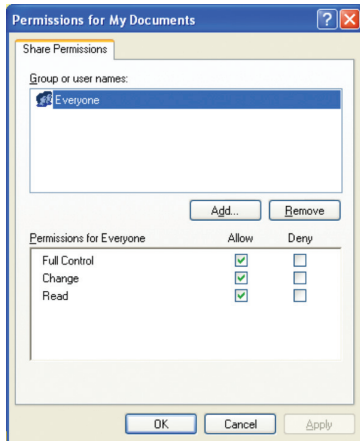 Permissions for My Documents
Share Permissions
Group or user names:
Everyone
Add... Remove
Permissions for Everyone Allow Deny
Full Control
Change
Read
OK Cancel Apply